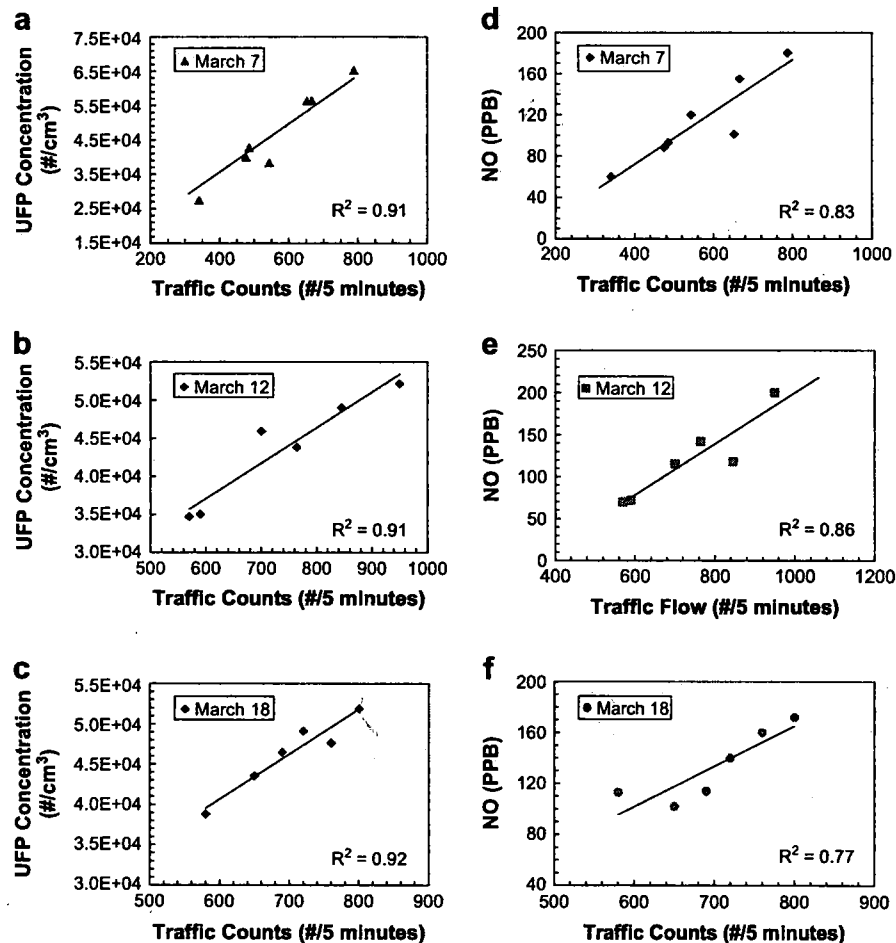 a
UFP Concentration
(#/cm³)
7.5E+04
6.5E+04
5.5E+04
4.5E+04
3.5E+04
2.5E+04
1.5E+04
March 7
R² = 0.91
200 400 600 800 1000
Traffic Counts (#/5 minutes)
d
NO (PPB)
200
160
120
80
40
0
March 7
R² = 0.83
200 400 600 800 1000
Traffic Counts (#/5 minutes)
b
UFP Concentration
(#/cm³)
5.5E+04
5.0E+04
4.5E+04
4.0E+04
3.5E+04
3.0E+04
March 12
R² = 0.91
500 600 700 800 900 1000
Traffic Counts (#/5 minutes)
e
NO (PPB)
250
200
150
100
50
0
March 12
R² = 0.86
400 600 800 1000 1200
Traffic Flow (#/5 minutes)
c
UFP Concentration
(#/cm³)
5.5E+04
5.0E+04
4.5E+04
4.0E+04
3.5E+04
3.0E+04
March 18
R² = 0.92
500 600 700 800 900
Traffic Counts (#/5 minutes)
f
NO (PPB)
200
160
120
80
40
March 18
R² = 0.77
500 600 700 800 900
Traffic Counts (#/5 minutes)